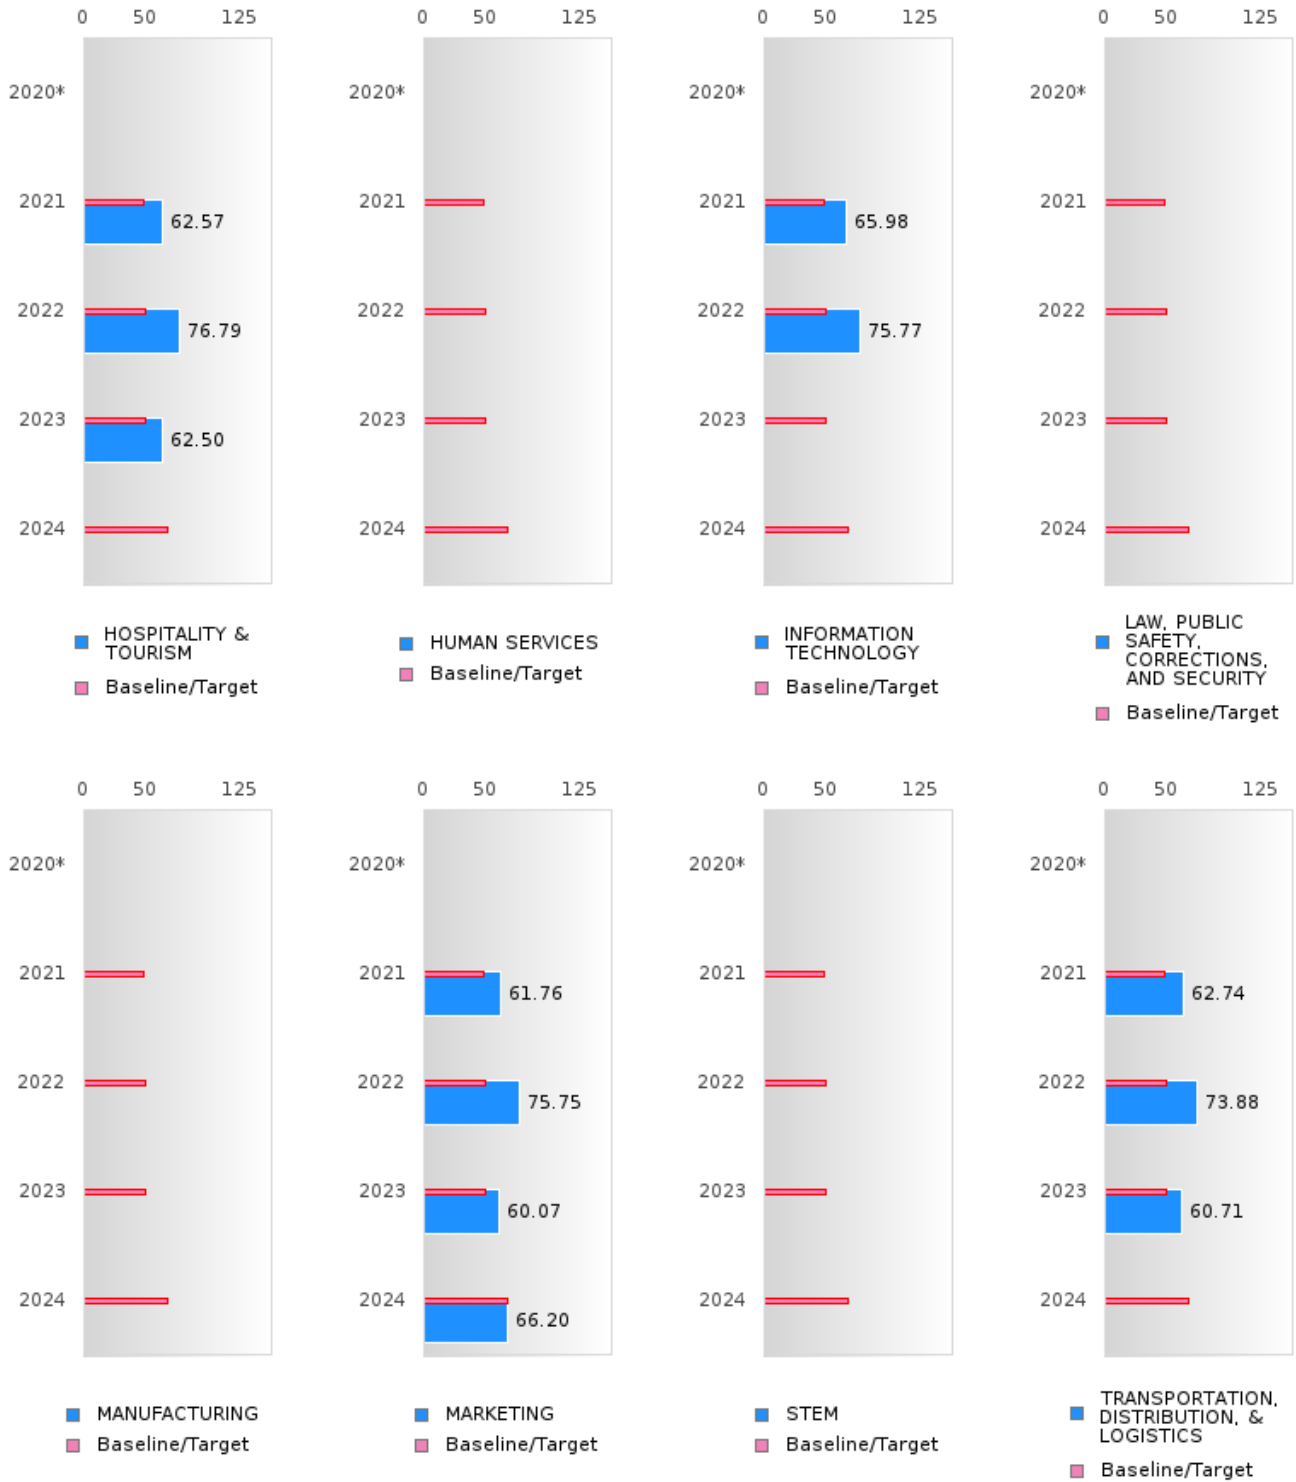 0 50 125
2020*
2021 62.57
2022 76.79
2023 62.50
2024
HOSPITALITY &
TOURISM
Baseline/Target
0 50 125
2020*
2021
2022
2023
2024
HUMAN SERVICES
Baseline/Target
0 50 125
2020*
2021 65.98
2022 75.77
2023
2024
INFORMATION
TECHNOLOGY
Baseline/Target
0 50 125
2020*
2021
2022
2023
2024
LAW, PUBLIC
SAFETY,
CORRECTIONS,
AND SECURITY
Baseline/Target
0 50 125
2020*
2021
2022
2023
2024
MANUFACTURING
Baseline/Target
0 50 125
2020*
2021 61.76
2022 75.75
2023 60.07
2024 66.20
MARKETING
Baseline/Target
0 50 125
2020*
2021
2022
2023
2024
STEM
Baseline/Target
0 50 125
2020*
2021 62.74
2022 73.88
2023 60.71
2024
TRANSPORTATION,
DISTRIBUTION, &
LOGISTICS
Baseline/Target